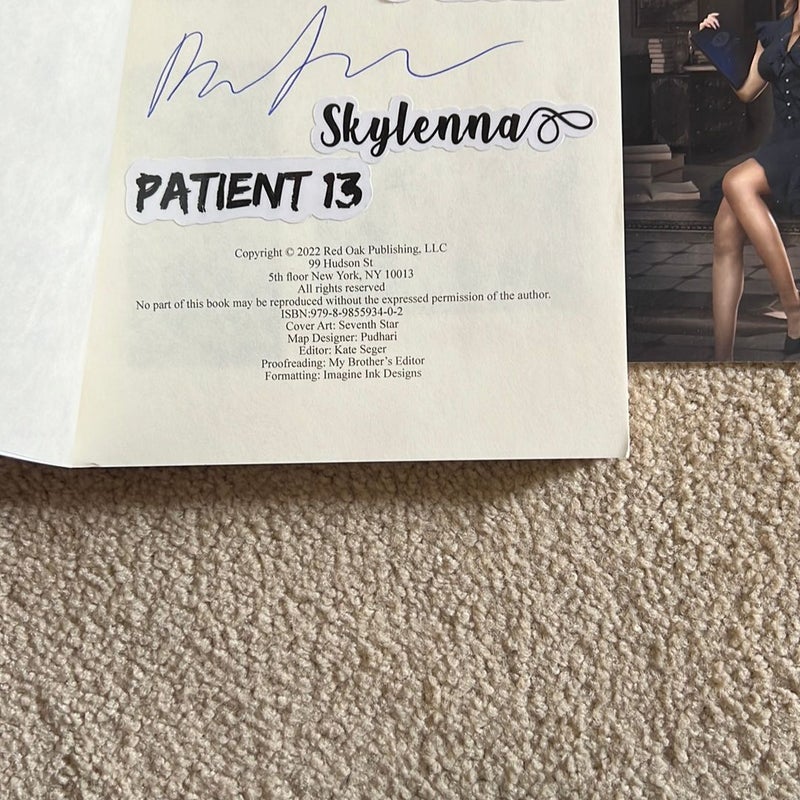 Skylenna
PATIENT 13
Copyright © 2022 Red Oak Publishing, LLC
99 Hudson St
5th floor New York, NY 10013
All rights reserved
No part of this book may be reproduced without the expressed permission of the author.
ISBN:979-8-9855934-0-2
Cover Art: Seventh Star
Map Designer: Pudhari
Editor: Kate Seger
Proofreading: My Brother's Editor
Formatting: Imagine Ink Designs